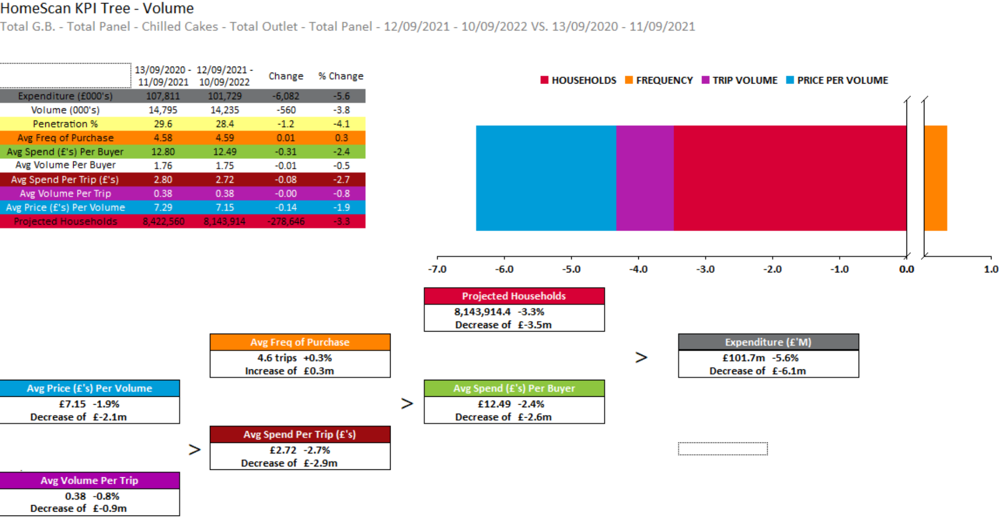 HomeScan KPI Tree - Volume
Total G.B. - Total Panel - Chilled Cakes - Total Outlet - Total Panel - 12/09/2021 - 10/09/2022 VS. 13/09/2020 - 11/09/2021
13/09/2020 - 11/09/2021 12/09/2021 - 10/09/2022 Change % Change
Expenditure (£000's) 107,811 101,729 -6,082 -5.6
Volume (000's) 14,795 14,235 -560 -3.8
Penetration % 29.6 28.4 -1.2 -4.1
Avg Freq of Purchase 4.58 4.59 0.01 0.3
Avg Spend (£'s) Per Buyer 12.80 12.49 -0.31 -2.4
Avg Volume Per Buyer 1.76 1.75 -0.01 -0.5
Avg Spend Per Trip (£'s) 2.80 2.72 -0.08 -2.7
Avg Volume Per Trip 0.38 0.38 -0.00 -0.8
Avg Price (£'s) Per Volume 7.29 7.15 -0.14 -1.9
Projected Households 8,422,560 8,143,914 -278,646 -3.3
HOUSEHOLDS FREQUENCY TRIP VOLUME PRICE PER VOLUME
-7.0 -6.0 -5.0 -4.0 -3.0 -2.0 -1.0 0.0 1.0
Projected Households
8,143,914.4 -3.3%
Decrease of £-3.5m
Avg Freq of Purchase
4.6 trips +0.3%
Increase of £0.3m
>
Expenditure (£'M)
£101.7m -5.6%
Decrease of £-6.1m
Avg Price (£'s) Per Volume
£7.15 -1.9%
Decrease of £-2.1m
>
Avg Spend (£'s) Per Buyer
£12.49 -2.4%
Decrease of £-2.6m
>
Avg Spend Per Trip (£'s)
£2.72 -2.7%
Decrease of £-2.9m
Avg Volume Per Trip
0.38 -0.8%
Decrease of £-0.9m